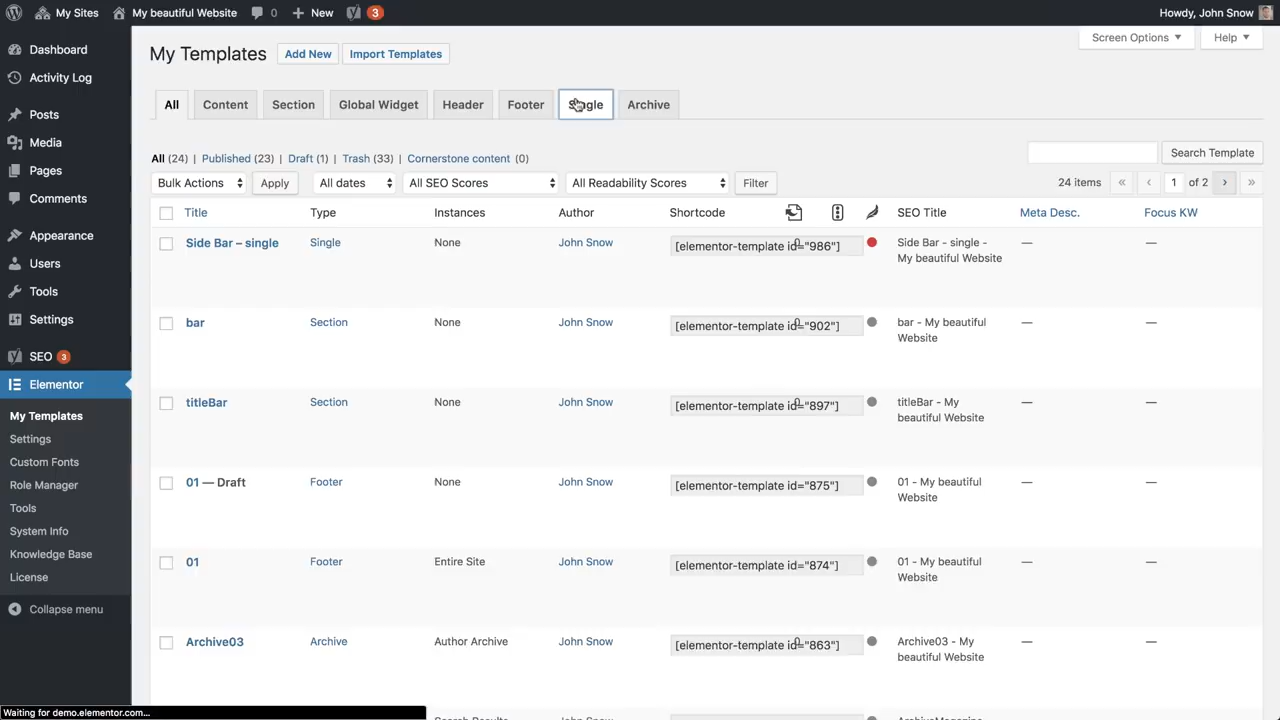 My Sites My beautiful Website 0 New 3 Howdy, John Snow
Screen Options Help
Dashboard
Activity Log
Posts
Media
Pages
Comments
Appearance
Users
Tools
Settings
SEO 3
Elementor
My Templates
Settings
Custom Fonts
Role Manager
Tools
System Info
Knowledge Base
License
Collapse menu
Waiting for demo.elementor.com...
My Templates Add New Import Templates
All Content Section Global Widget Header Footer Single Archive
All (24) | Published (23) | Draft (1) | Trash (33) | Cornerstone content (0)
Search Template
Bulk Actions Apply All dates All SEO Scores All Readability Scores Filter 24 items « ‹ 1 of 2 › »
Title Type Instances Author Shortcode SEO Title Meta Desc. Focus KW
Side Bar – single Single None John Snow [elementor-template id="986"] 0 Side Bar - single - — —
My beautiful Website
bar Section None John Snow [elementor-template id="902"] 0 bar - My beautiful — —
Website
titleBar Section None John Snow [elementor-template id="897"] 0 titleBar - My — —
beautiful Website
01 — Draft Footer None John Snow [elementor-template id="875"] 0 01 - My beautiful — —
Website
01 Footer Entire Site John Snow [elementor-template id="874"] 0 01 - My beautiful — —
Website
Archive03 Archive Author Archive John Snow [elementor-template id="863"] 0 Archive03 - My — —
beautiful Website